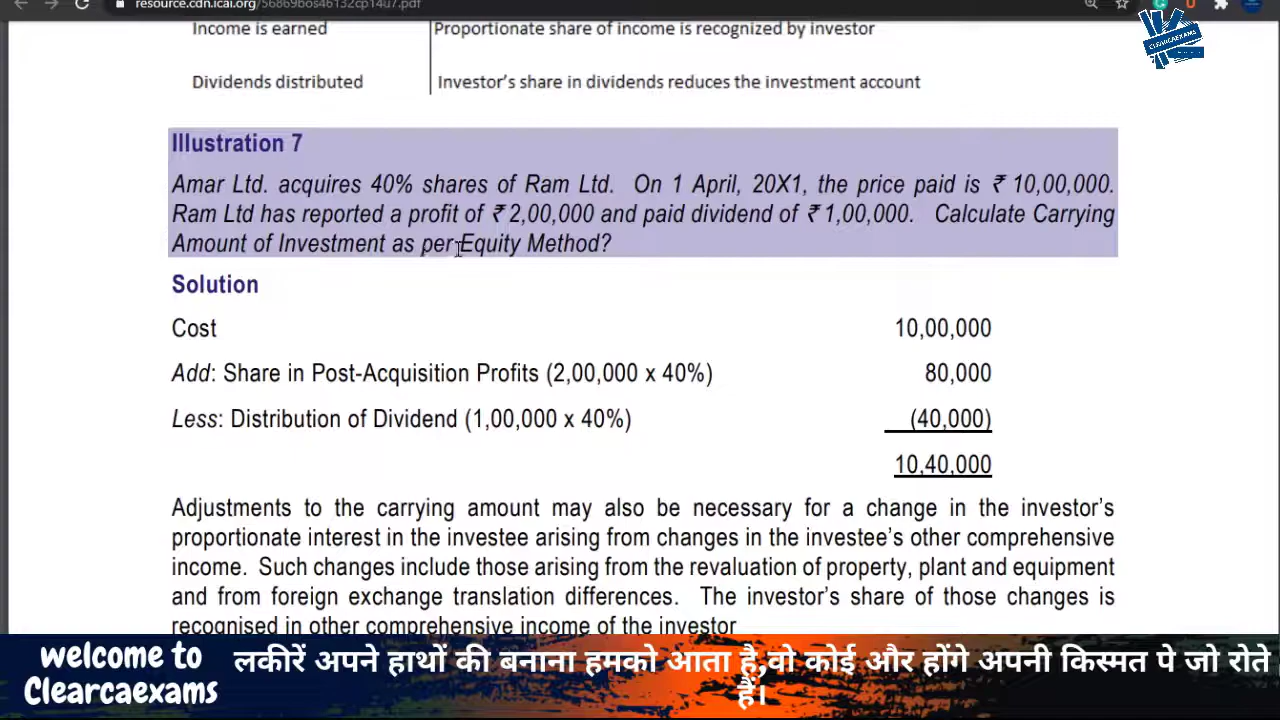 resource.cdn.icai.org/56869bos46132cp14u7.pdf
CLEARCAEXAMS
Income is earned Proportionate share of income is recognized by investor
Dividends distributed Investor's share in dividends reduces the investment account
Illustration 7
Amar Ltd. acquires 40% shares of Ram Ltd. On 1 April, 20X1, the price paid is ₹ 10,00,000.
Ram Ltd has reported a profit of ₹ 2,00,000 and paid dividend of ₹ 1,00,000. Calculate Carrying
Amount of Investment as per Equity Method?
Solution
Cost 10,00,000
Add: Share in Post-Acquisition Profits (2,00,000 x 40%) 80,000
Less: Distribution of Dividend (1,00,000 x 40%) (40,000)
10,40,000
Adjustments to the carrying amount may also be necessary for a change in the investor's
proportionate interest in the investee arising from changes in the investee's other comprehensive
income. Such changes include those arising from the revaluation of property, plant and equipment
and from foreign exchange translation differences. The investor's share of those changes is
recognised in other comprehensive income of the investor
welcome to
Clearcaexams
लकीरें अपने हाथों की बनाना हमको आता है,वो कोई और होंगे अपनी किस्मत पे जो रोते
हैं।